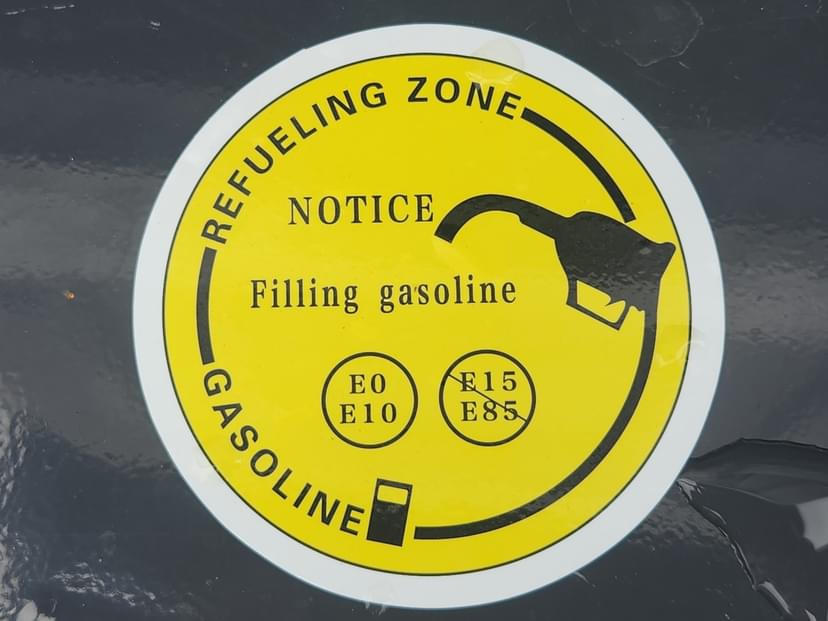 REFUELING ZONE
NOTICE
Filling gasoline
E0
E10
E15
E85
GASOLINE